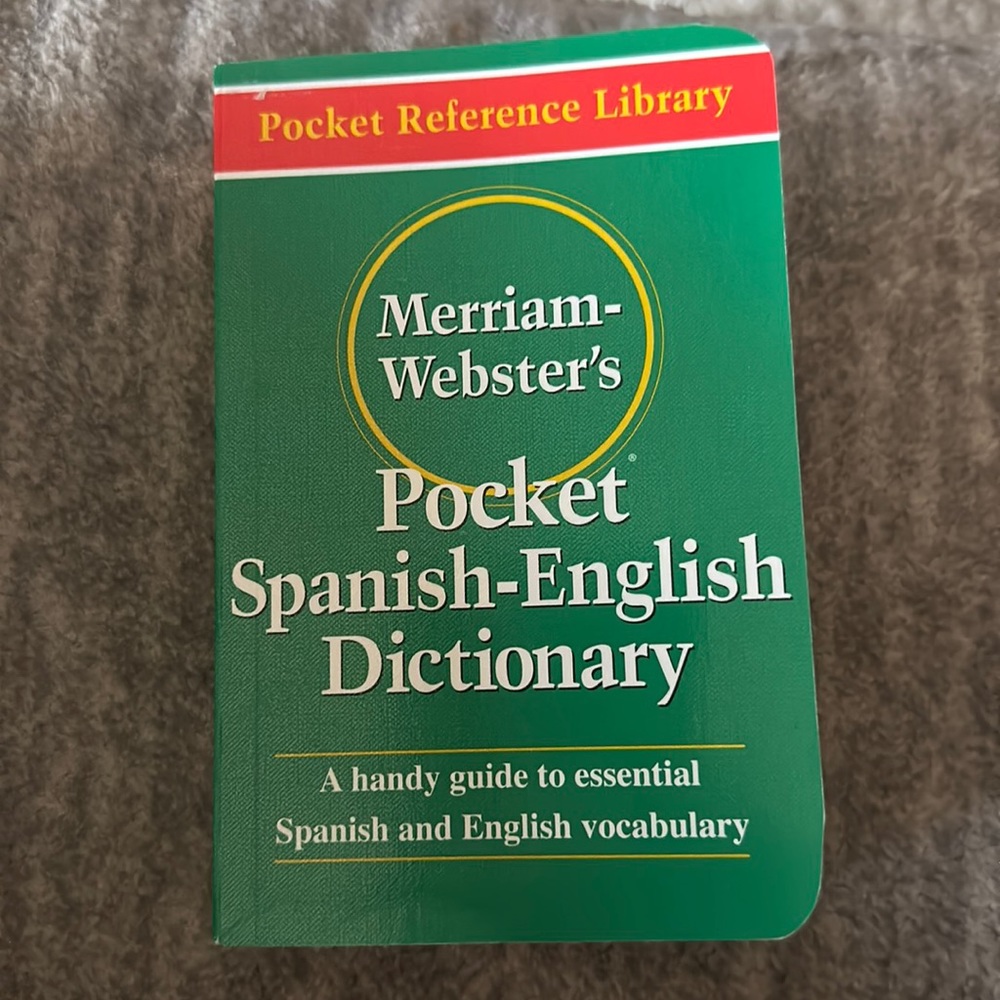 Pocket Reference Library
Merriam-
Webster's
®
Pocket
Spanish-English
Dictionary
A handy guide to essential
Spanish and English vocabulary